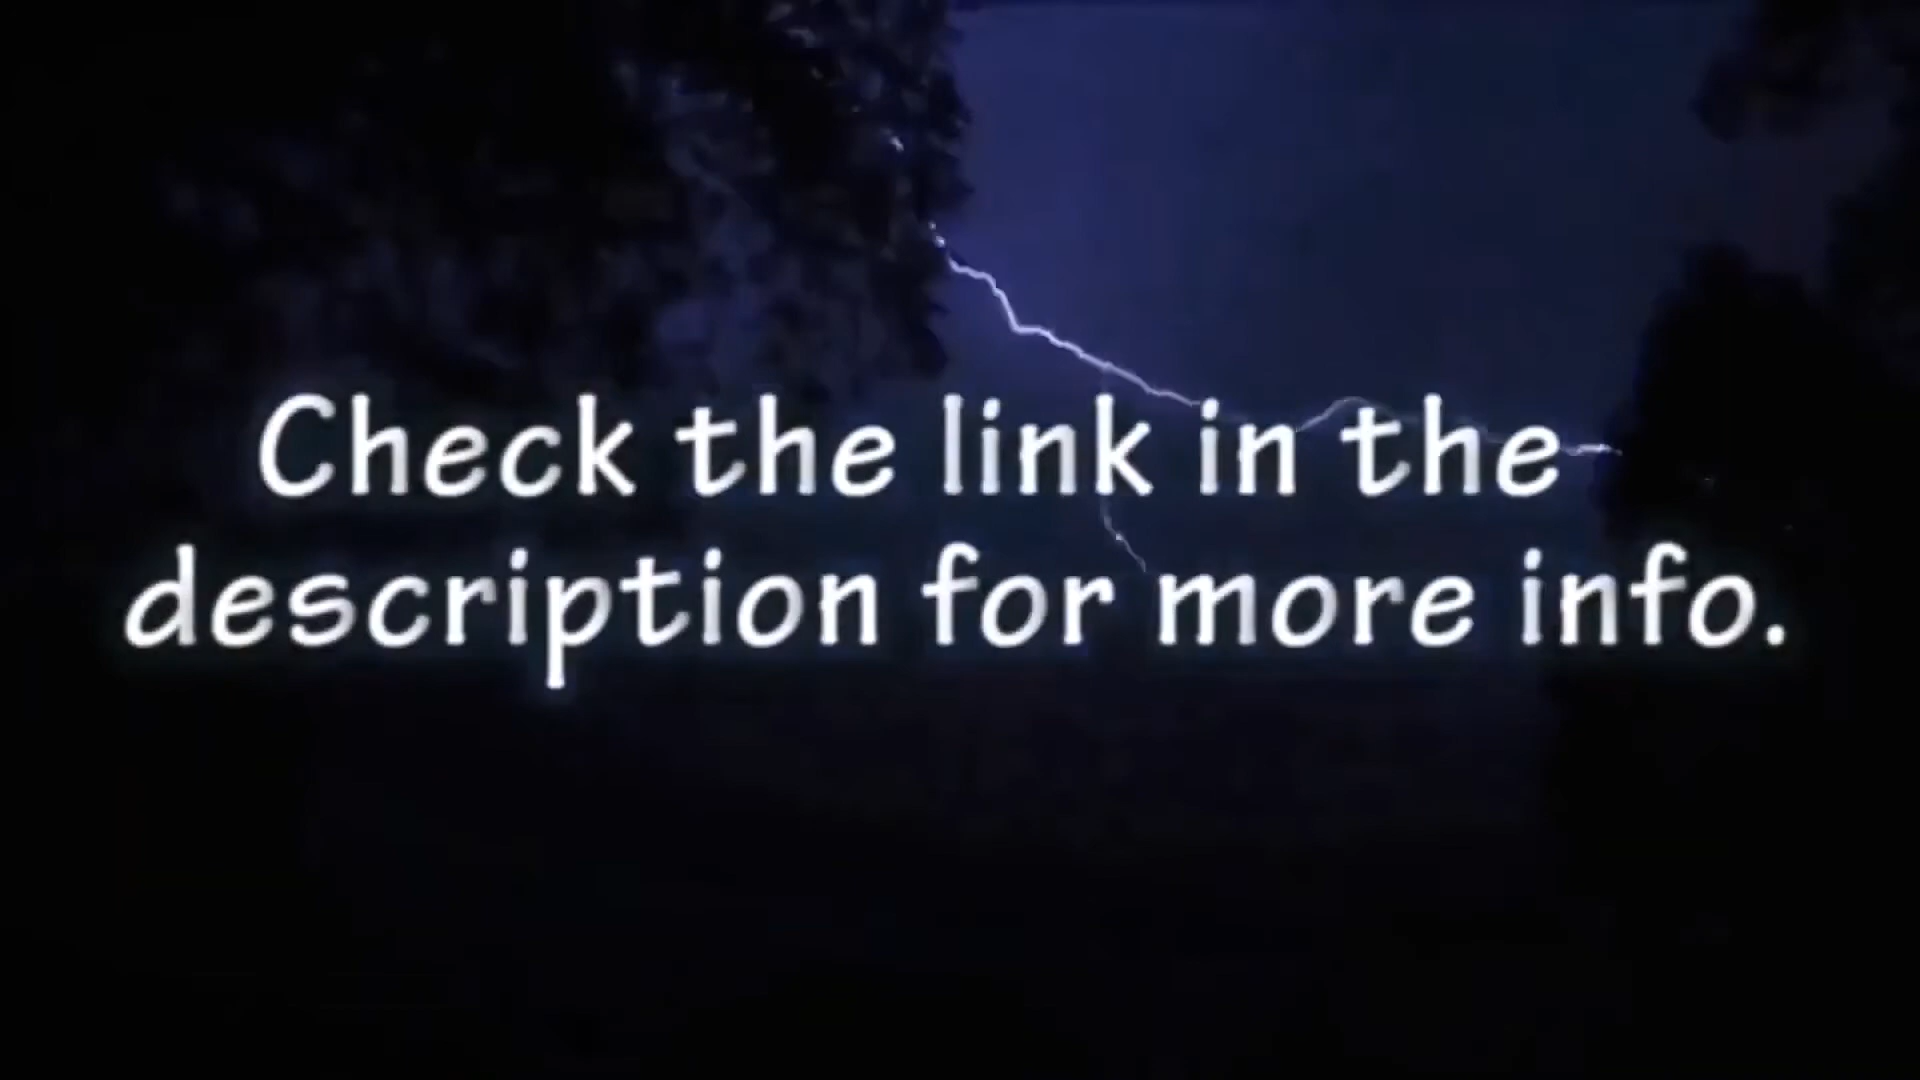 Check the link in the
description for more info.